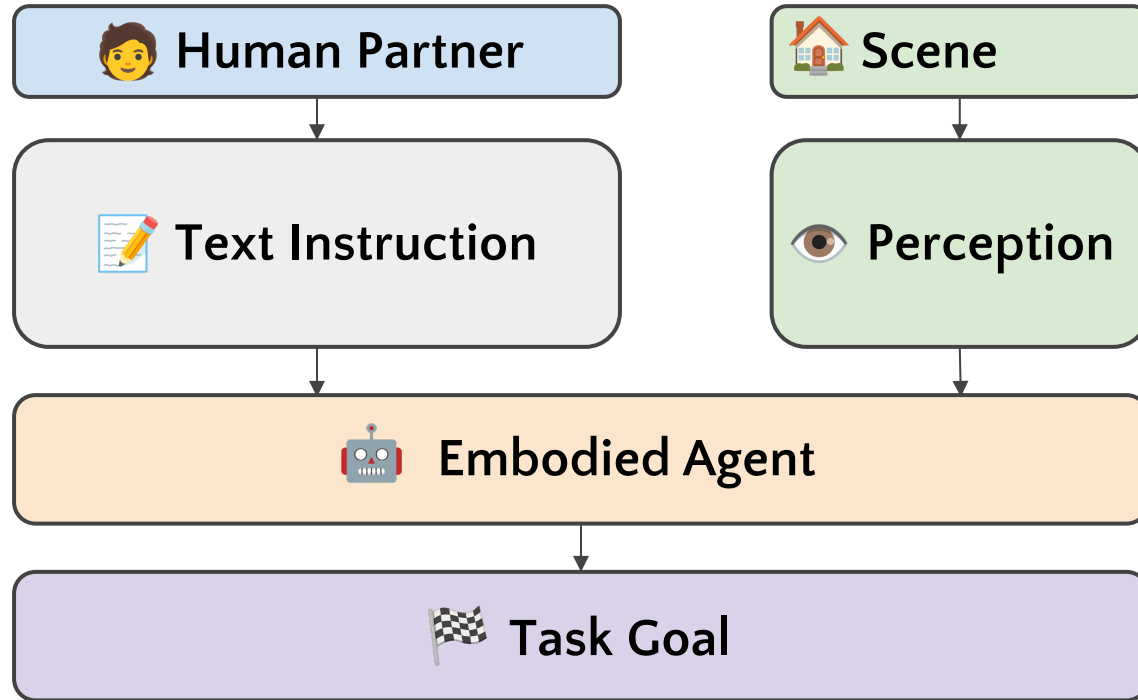 Human Partner
Scene
Text Instruction
Perception
Embodied Agent
Task Goal